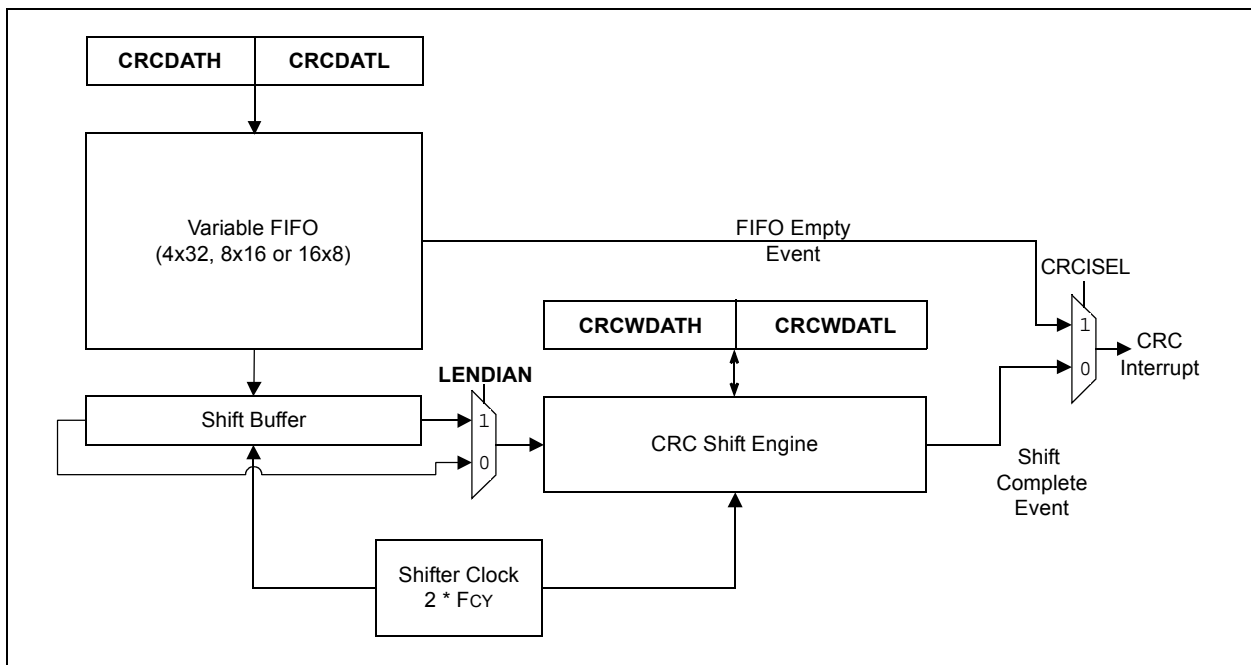 CRCDATH CRCDATL
Variable FIFO
(4x32, 8x16 or 16x8)
FIFO Empty
Event
CRCISEL
1
0
CRC
Interrupt
CRCWDATH CRCWDATL
LENDIAN
1
0
Shift Buffer
CRC Shift Engine
Shift
Complete
Event
Shifter Clock
2 * FCY